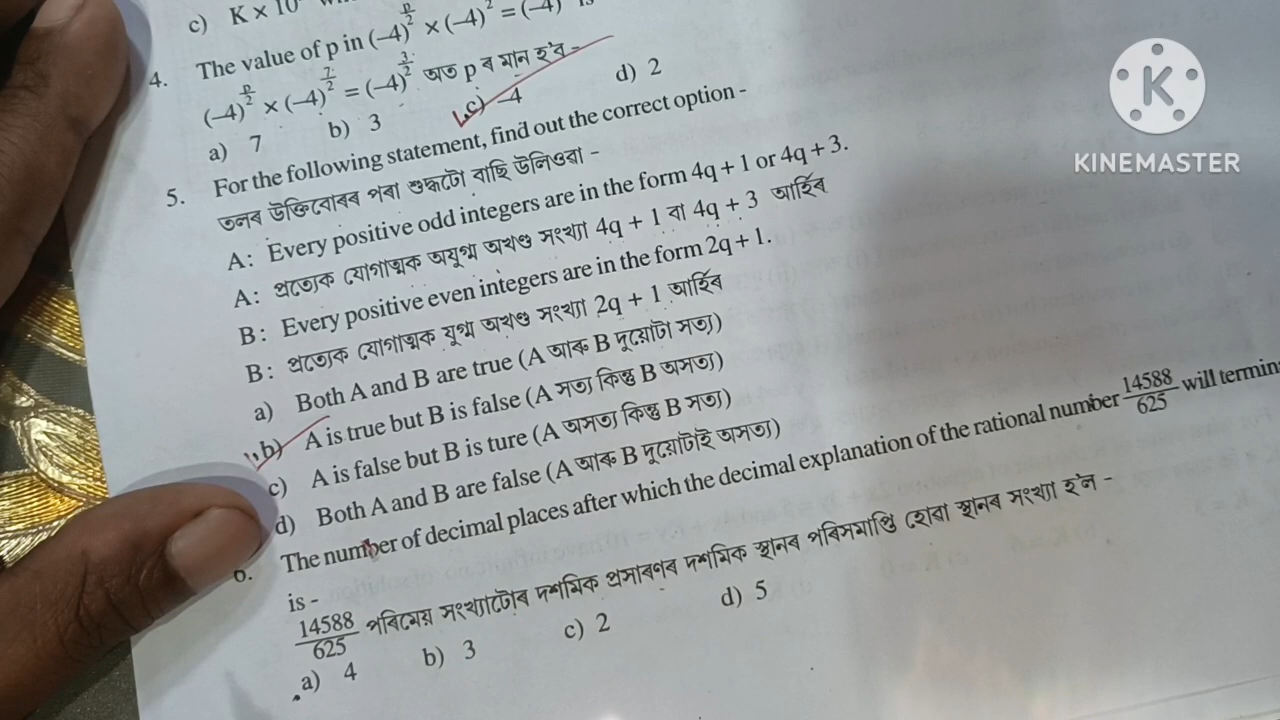 c) K × 10
4. The value of p in (–4)^{p/2} × (–4)^{2} = (–4)
(–4)^{p/2} × (–4)^{7/2} = (–4)^{3/2} অত p ৰ মান হ'ব –
a) 7 b) 3 c) –4 d) 2
5. For the following statement, find out the correct option -
তলৰ উক্তিবোৰৰ পৰা শুদ্ধটো বাছি উলিওৱা –
A: Every positive odd integers are in the form 4q + 1 or 4q + 3.
A: প্ৰত্যেক যোগাত্মক অযুগ্ম অখণ্ড সংখ্যা 4q + 1 বা 4q + 3 আৰ্হিৰ
B: Every positive even integers are in the form 2q + 1.
B: প্ৰত্যেক যোগাত্মক যুগ্ম অখণ্ড সংখ্যা 2q + 1 আৰ্হিৰ
a) Both A and B are true (A আৰু B দুয়োটা সত্য)
b) A is true but B is false (A সত্য কিন্তু B অসত্য)
c) A is false but B is ture (A অসত্য কিন্তু B সত্য)
d) Both A and B are false (A আৰু B দুয়োটাই অসত্য)
6. The number of decimal places after which the decimal explanation of the rational number 14588/625 will termin
is -
14588/625 পৰিমেয় সংখ্যাটোৰ দশমিক প্ৰসাৰণৰ দশমিক স্থানৰ পৰিসমাপ্তি হোৱা স্থানৰ সংখ্যা হ'ল –
a) 4 b) 3 c) 2 d) 5
K
KINEMASTER